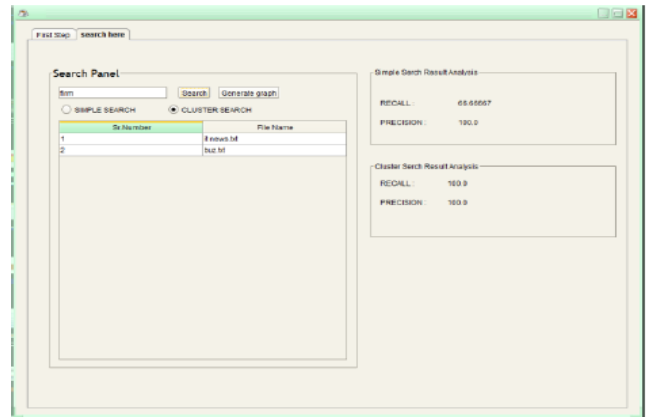 First Step search here
Search Panel
firm Search Generate graph
SIMPLE SEARCH CLUSTER SEARCH
Sr.Number File Name
1 it news.txt
2 buz.txt
Simple Serch Result Analysis
RECALL : 66.66667
PRECISION : 100.0
Cluster Serch Result Analysis
RECALL : 100.0
PRECISION : 100.0